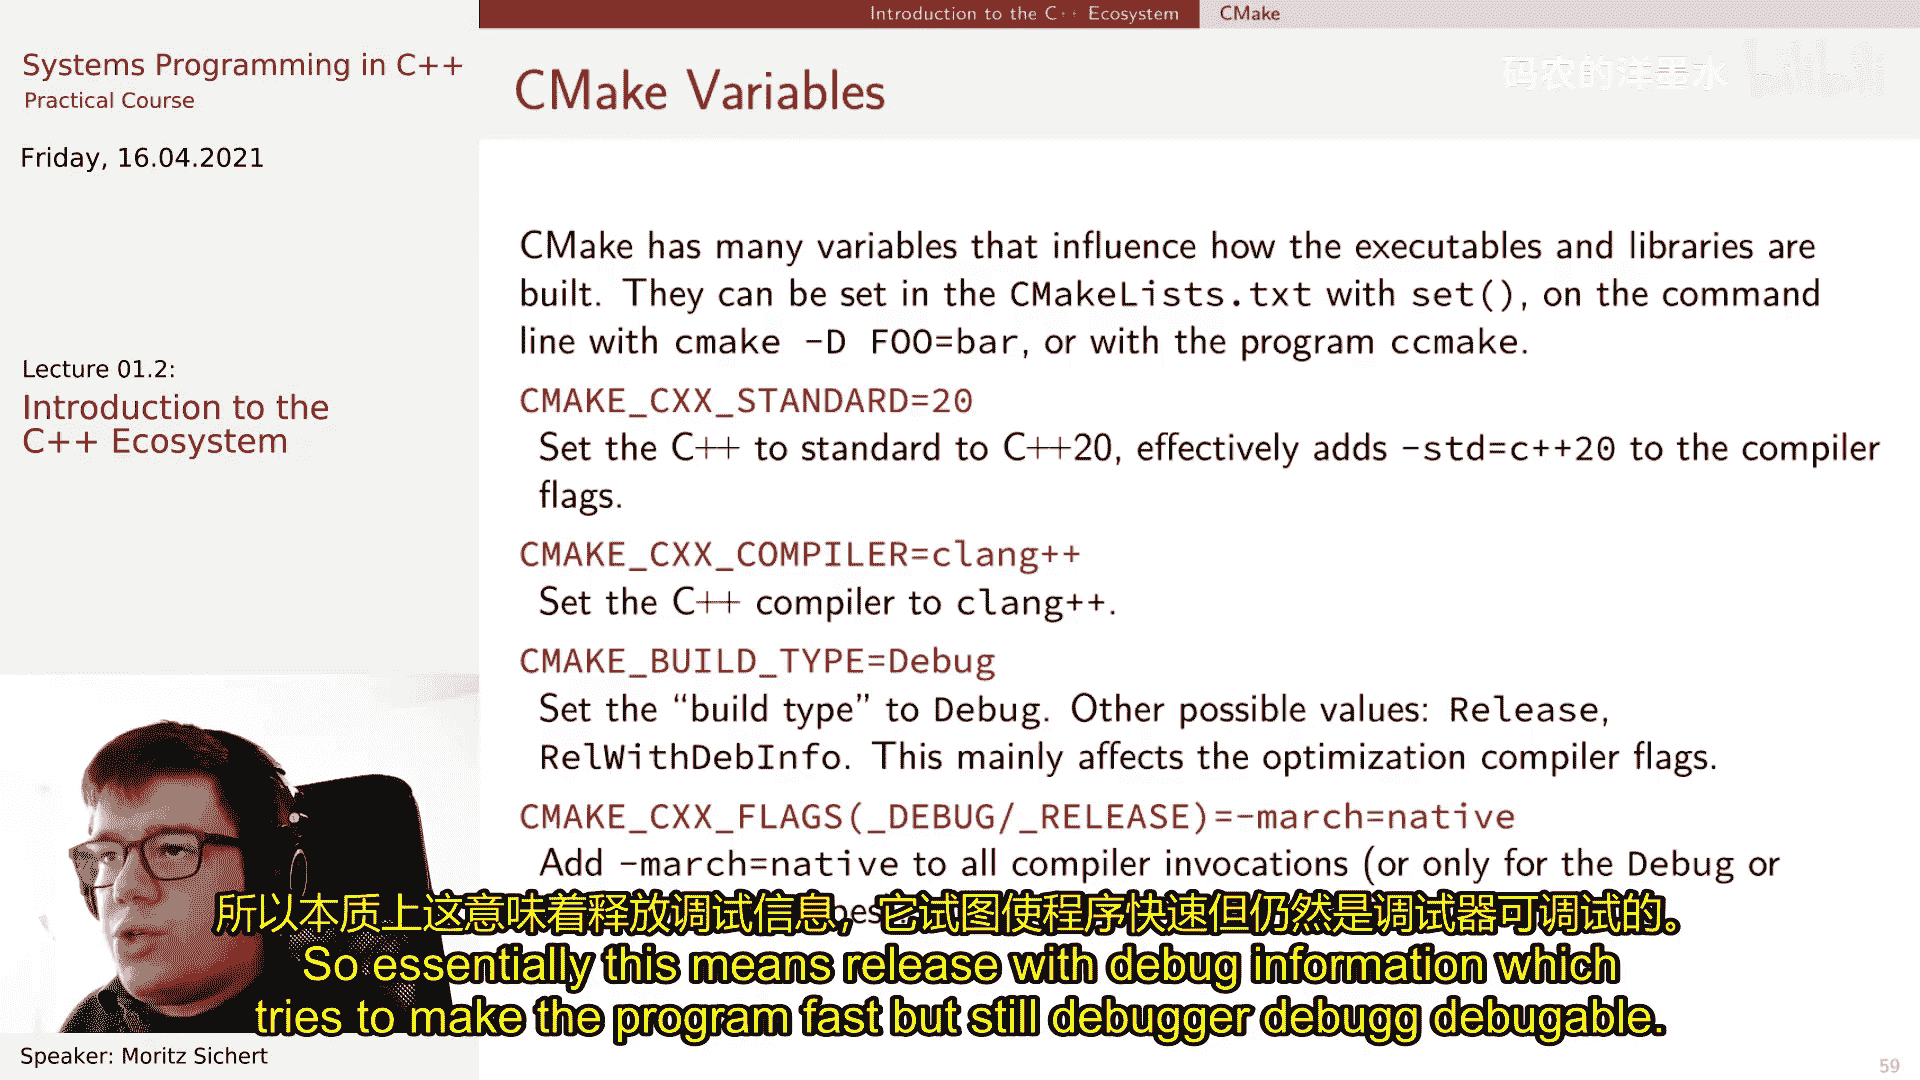 Introduction to the C++ Ecosystem
CMake
Systems Programming in C++
Practical Course
Friday, 16.04.2021
Lecture 01.2:
Introduction to the
C++ Ecosystem
码农的洋墨水
CMake Variables
CMake has many variables that influence how the executables and libraries are
built. They can be set in the CMakeLists.txt with set(), on the command
line with cmake -D FOO=bar, or with the program ccmake.
CMAKE_CXX_STANDARD=20
Set the C++ to standard to C++20, effectively adds -std=c++20 to the compiler
flags.
CMAKE_CXX_COMPILER=clang++
Set the C++ compiler to clang++.
CMAKE_BUILD_TYPE=Debug
Set the “build type” to Debug. Other possible values: Release,
RelWithDebInfo. This mainly affects the optimization compiler flags.
CMAKE_CXX_FLAGS(_DEBUG/_RELEASE)=-march=native
Add -march=native to all compiler invocations (or only for the Debug or
所以本质上这意味着释放调试信息，它试图使程序快速但仍然是调试器可调试的。
So essentially this means release with debug information which
tries to make the program fast but still debugger debugg debugable.
Speaker: Moritz Sichert
59